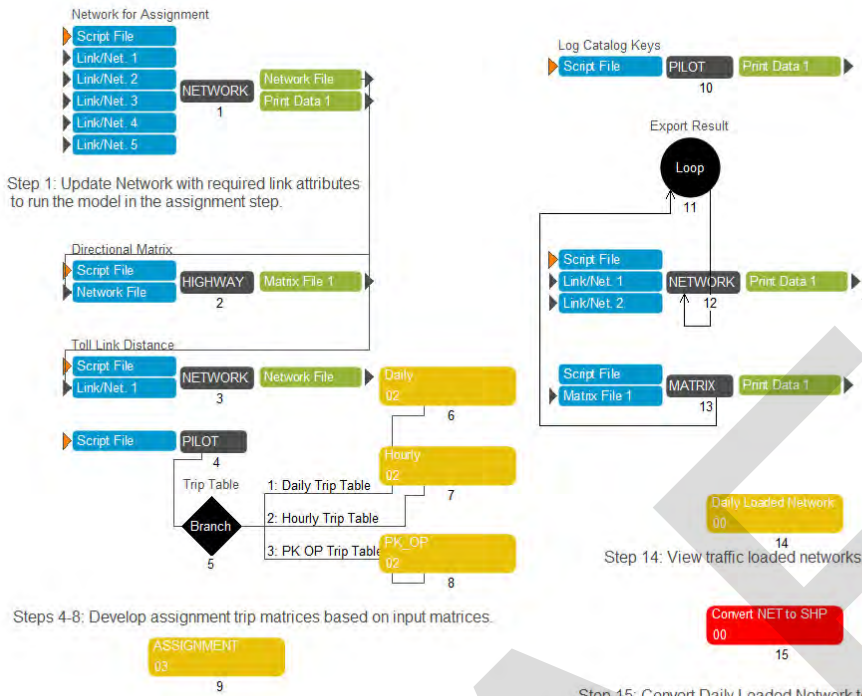 Network for Assignment
Script File
Link/Net. 1
Link/Net. 2
Link/Net. 3
Link/Net. 4
Link/Net. 5
NETWORK
1
Network File
Print Data 1
Step 1: Update Network with required link attributes
to run the model in the assignment step.
Directional Matrix
Script File
Network File
HIGHWAY
2
Matrix File 1
Toll Link Distance
Script File
Link/Net. 1
NETWORK
3
Network File
Daily
02
6
Script File
PILOT
4
Hourly
02
7
Trip Table
Branch
5
1: Daily Trip Table
2: Hourly Trip Table
3: PK OP Trip Table
PK_OP
02
8
Steps 4-8: Develop assignment trip matrices based on input matrices.
ASSIGNMENT
03
9
Log Catalog Keys
Script File
PILOT
10
Print Data 1
Export Result
Loop
11
Script File
Link/Net. 1
Link/Net. 2
NETWORK
12
Print Data 1
Script File
Matrix File 1
MATRIX
13
Print Data 1
Daily Loaded Network
00
14
Step 14: View traffic loaded networks
Convert NET to SHP
00
15
Step 15: Convert Daily Loaded Network